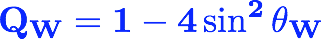 Q_W = 1 − 4 sin² θ_W